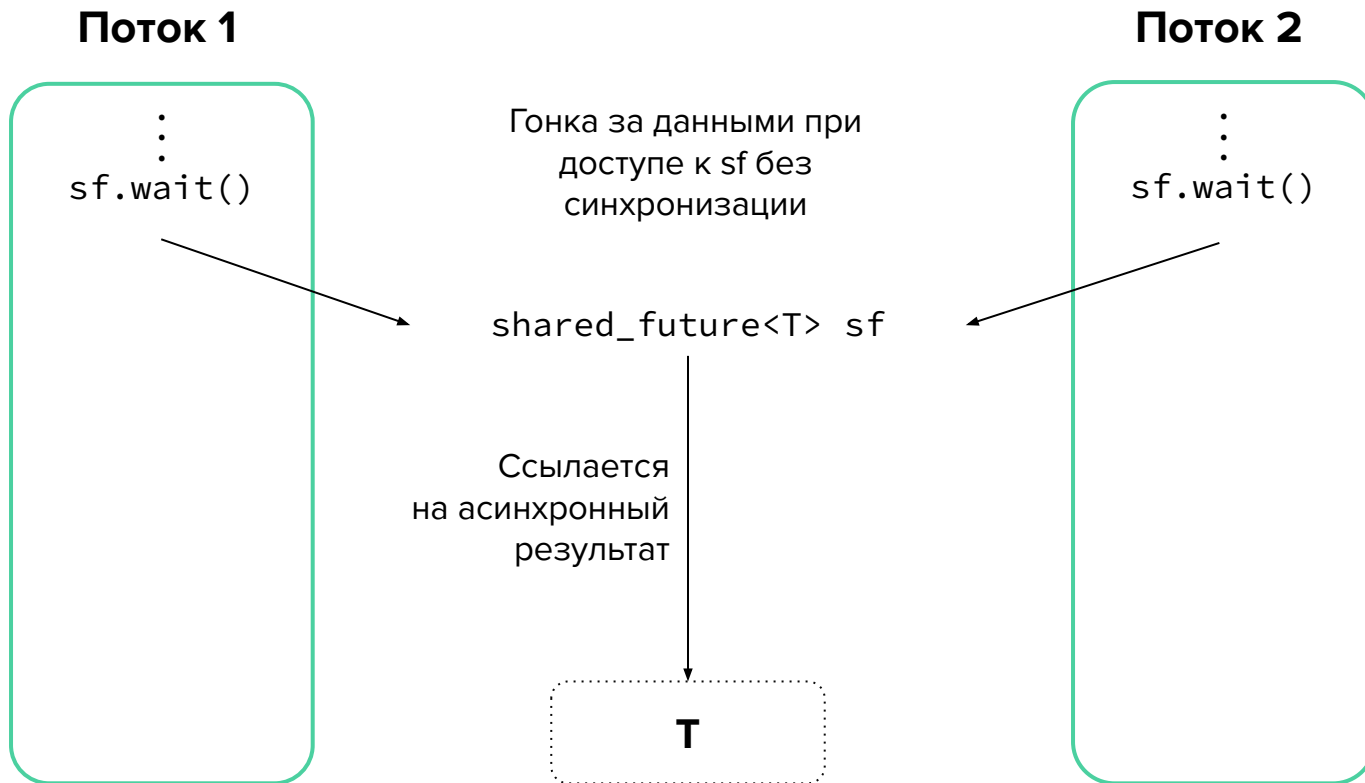 Поток 1
Поток 2
⋮
sf.wait()
Гонка за данными при
доступе к sf без
синхронизации
⋮
sf.wait()
shared_future<T> sf
Ссылается
на асинхронный
результат
T